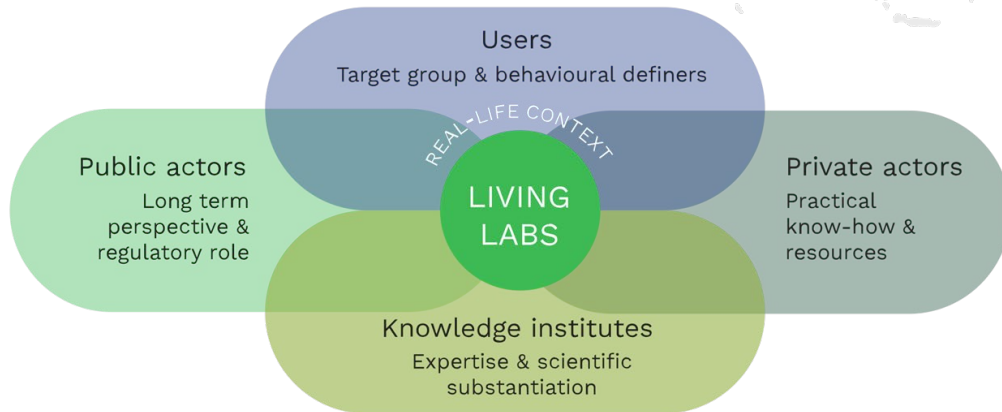 Users
Target group & behavioural definers
REAL-LIFE CONTEXT
Public actors
Long term
perspective &
regulatory role
LIVING
LABS
Private actors
Practical
know-how &
resources
Knowledge institutes
Expertise & scientific
substantiation